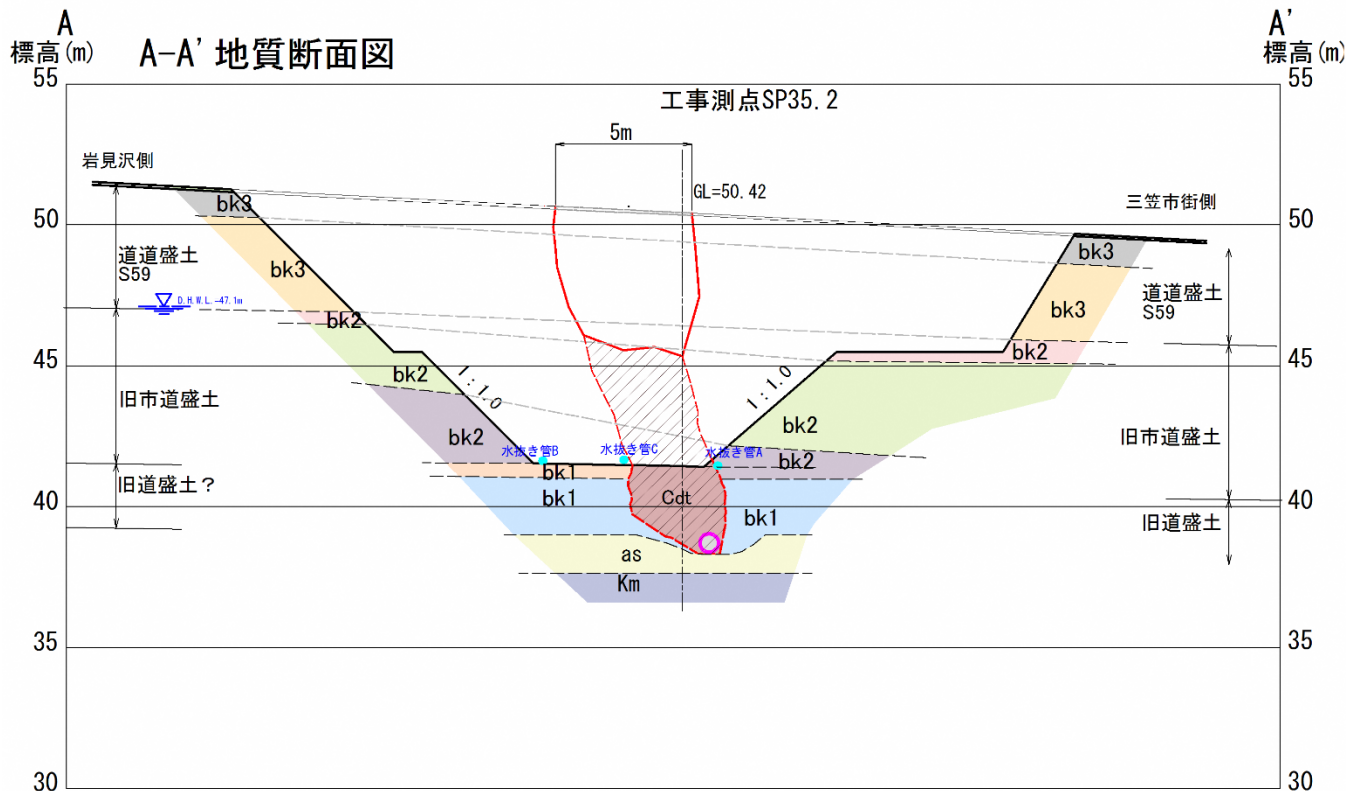 A
標高(m)
A-A' 地質断面図
A'
標高(m)
55
55
工事測点SP35.2
5m
岩見沢側
GL=50.42
三笠市街側
50
50
bk3
bk3
道道盛土
S59
bk3
bk3
道道盛土
S59
D.H.W.L.-47.1m
bk2
bk2
45
45
bk2
1:1.0
1:1.0
旧市道盛土
bk2
旧市道盛土
bk2
bk2
水抜き管B
水抜き管C
水抜き管A
bk1
旧道盛土?
bk1
Cdt
bk1
40
40
旧道盛土
as
Km
35
35
30
30